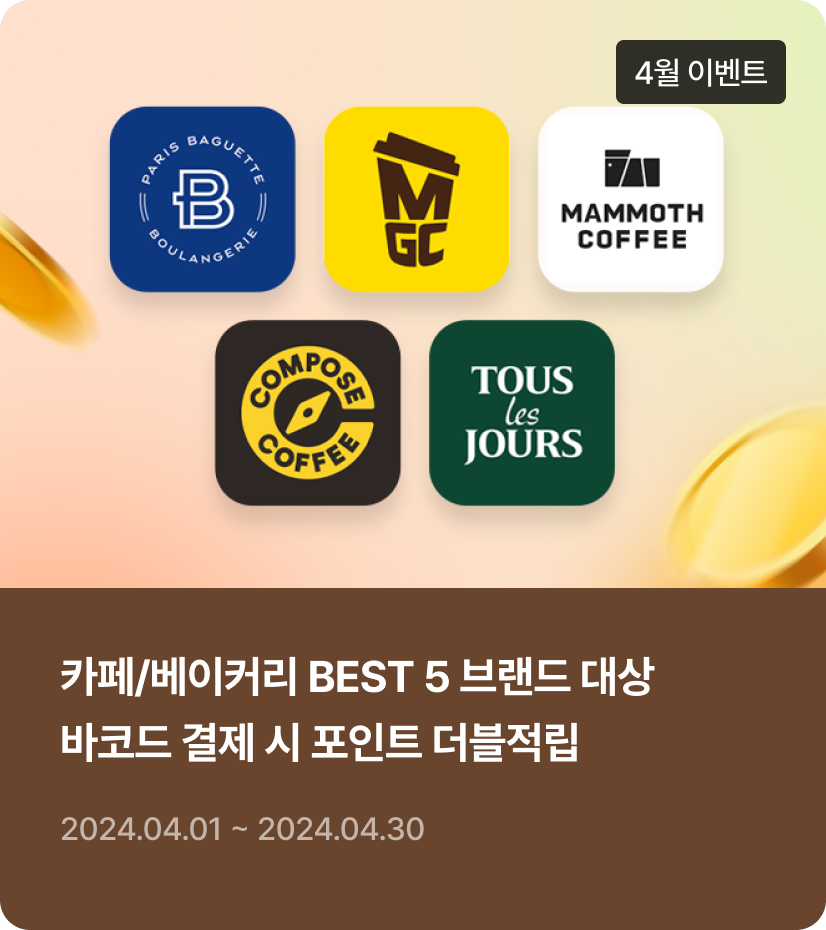 4월 이벤트
PARIS BAGUETTE
B
BOULANGERIE
M
GC
MAMMOTH
COFFEE
COMPOSE
COFFEE
TOUS
les
JOURS
카페/베이커리 BEST 5 브랜드 대상
바코드 결제 시 포인트 더블적립
2024.04.01 ~ 2024.04.30